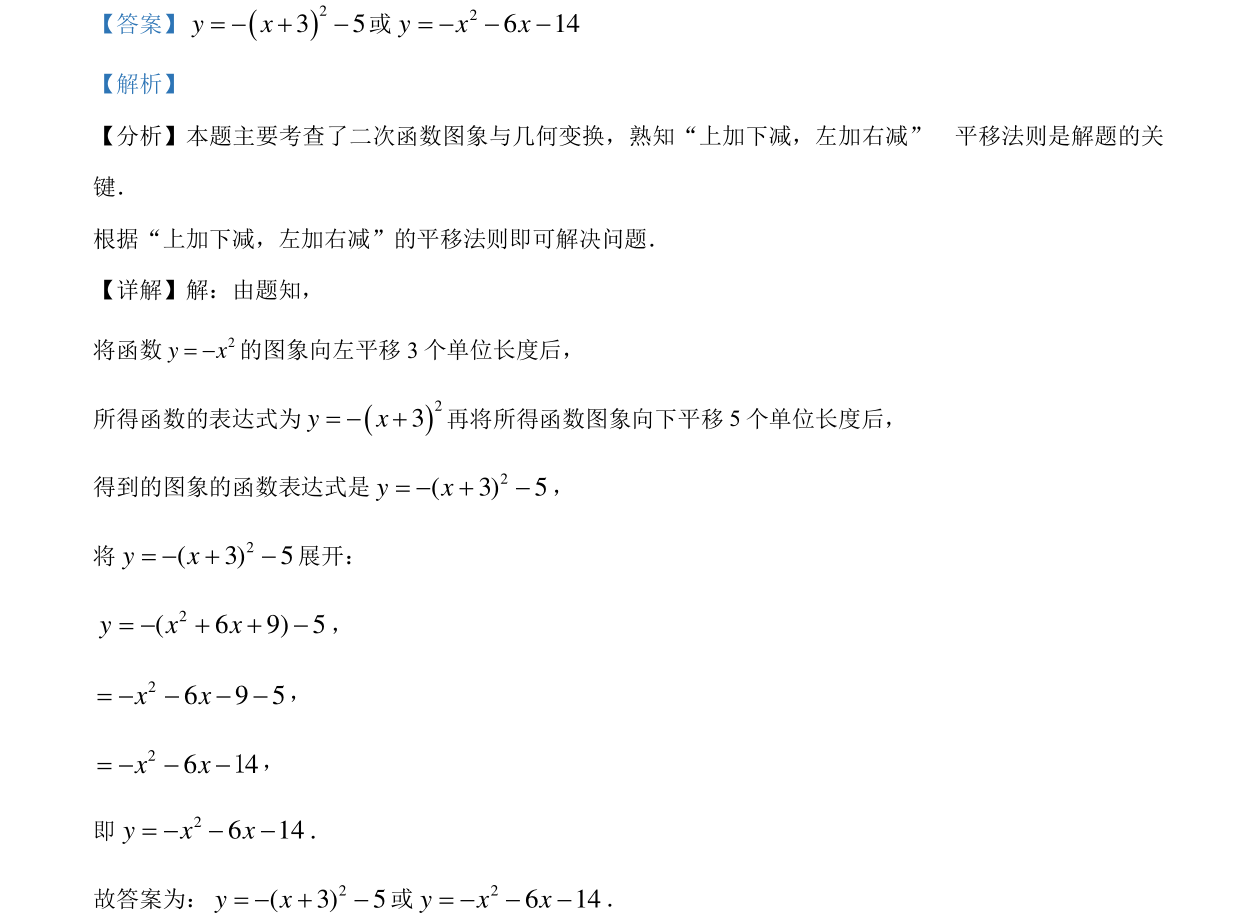 【答案】 y = −(x+3)² − 5或 y = −x² − 6x − 14
【解析】
【分析】本题主要考查了二次函数图象与几何变换，熟知“上加下减，左加右减” 平移法则是解题的关
键．
根据“上加下减，左加右减”的平移法则即可解决问题．
【详解】解：由题知，
将函数 y = −x² 的图象向左平移 3 个单位长度后，
所得函数的表达式为 y = −(x+3)² 再将所得函数图象向下平移 5 个单位长度后，
得到的图象的函数表达式是 y = −(x+3)² − 5，
将 y = −(x+3)² − 5 展开：
y = −(x² + 6x + 9) − 5，
= −x² − 6x − 9 − 5，
= −x² − 6x − 14，
即 y = −x² − 6x − 14．
故答案为： y = −(x+3)² − 5 或 y = −x² − 6x − 14．